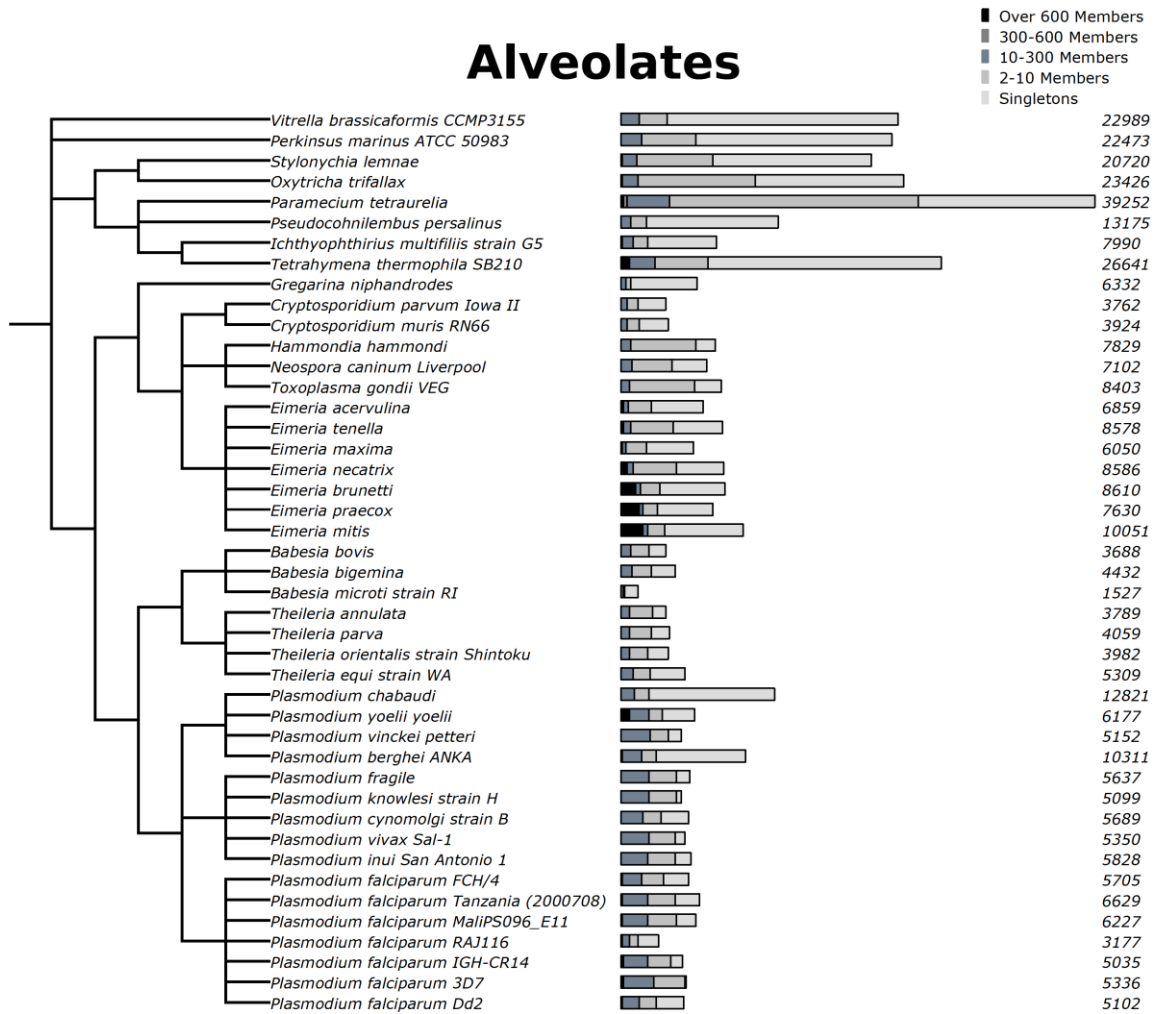 Over 600 Members
300-600 Members
Alveolates
10-300 Members
2-10 Members
Singletons
Vitrella brassicaformis CCMP3155 22989
Perkinsus marinus ATCC 50983 22473
Stylonychia lemnae 20720
Oxytricha trifallax 23426
Paramecium tetraurelia 39252
Pseudocohnilembus persalinus 13175
Ichthyophthirius multifiliis strain G5 7990
Tetrahymena thermophila SB210 26641
Gregarina niphandrodes 6332
Cryptosporidium parvum Iowa II 3762
Cryptosporidium muris RN66 3924
Hammondia hammondi 7829
Neospora caninum Liverpool 7102
Toxoplasma gondii VEG 8403
Eimeria acervulina 6859
Eimeria tenella 8578
Eimeria maxima 6050
Eimeria necatrix 8586
Eimeria brunetti 8610
Eimeria praecox 7630
Eimeria mitis 10051
Babesia bovis 3688
Babesia bigemina 4432
Babesia microti strain RI 1527
Theileria annulata 3789
Theileria parva 4059
Theileria orientalis strain Shintoku 3982
Theileria equi strain WA 5309
Plasmodium chabaudi 12821
Plasmodium yoelii yoelii 6177
Plasmodium vinckei petteri 5152
Plasmodium berghei ANKA 10311
Plasmodium fragile 5637
Plasmodium knowlesi strain H 5099
Plasmodium cynomolgi strain B 5689
Plasmodium vivax Sal-1 5350
Plasmodium inui San Antonio 1 5828
Plasmodium falciparum FCH/4 5705
Plasmodium falciparum Tanzania (2000708) 6629
Plasmodium falciparum MaliPS096_E11 6227
Plasmodium falciparum RAJ116 3177
Plasmodium falciparum IGH-CR14 5035
Plasmodium falciparum 3D7 5336
Plasmodium falciparum Dd2 5102